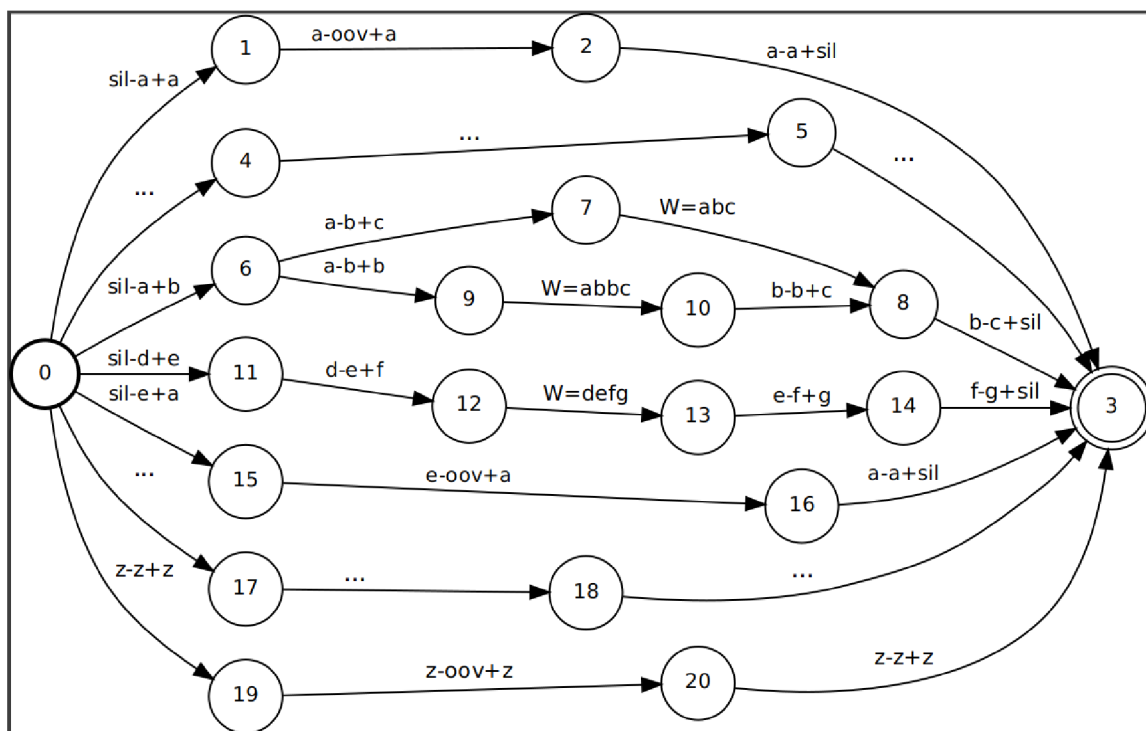 1 a-oov+a 2 a-a+sil
sil-a+a
4 ... 5 ...
...
a-b+c 7 W=abc
6 a-b+b
sil-a+b 9 W=abbc 10 b-b+c 8
b-c+sil
0 sil-d+e 11 d-e+f 12 W=defg 13 e-f+g 14 f-g+sil 3
sil-e+a
15 e-oov+a 16 a-a+sil
...
17 ... 18 ...
z-z+z
19 z-oov+z 20 z-z+z